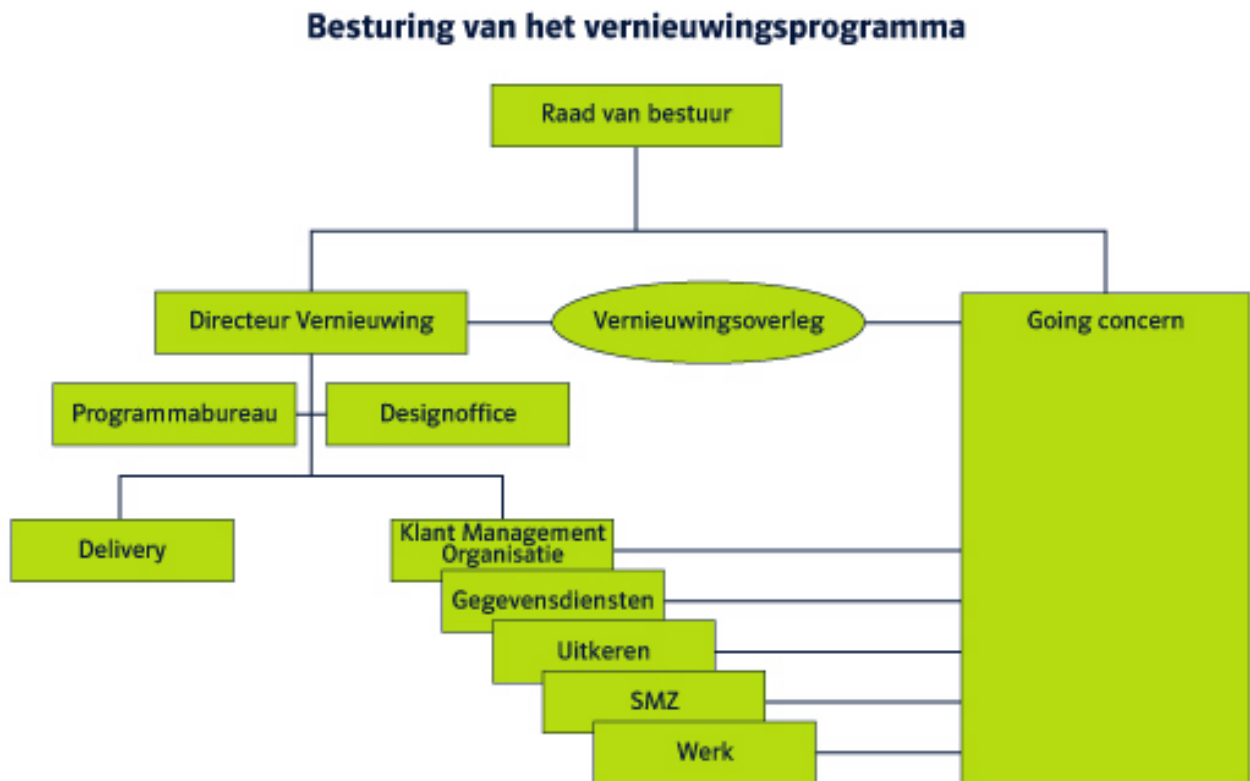 Besturing van het vernieuwingsprogramma
Raad van bestuur
Directeur Vernieuwing
Vernieuwingsoverleg
Going concern
Programmabureau
Designoffice
Delivery
Klant Management
Organisatie
Gegevensdiensten
Uitkeren
SMZ
Werk